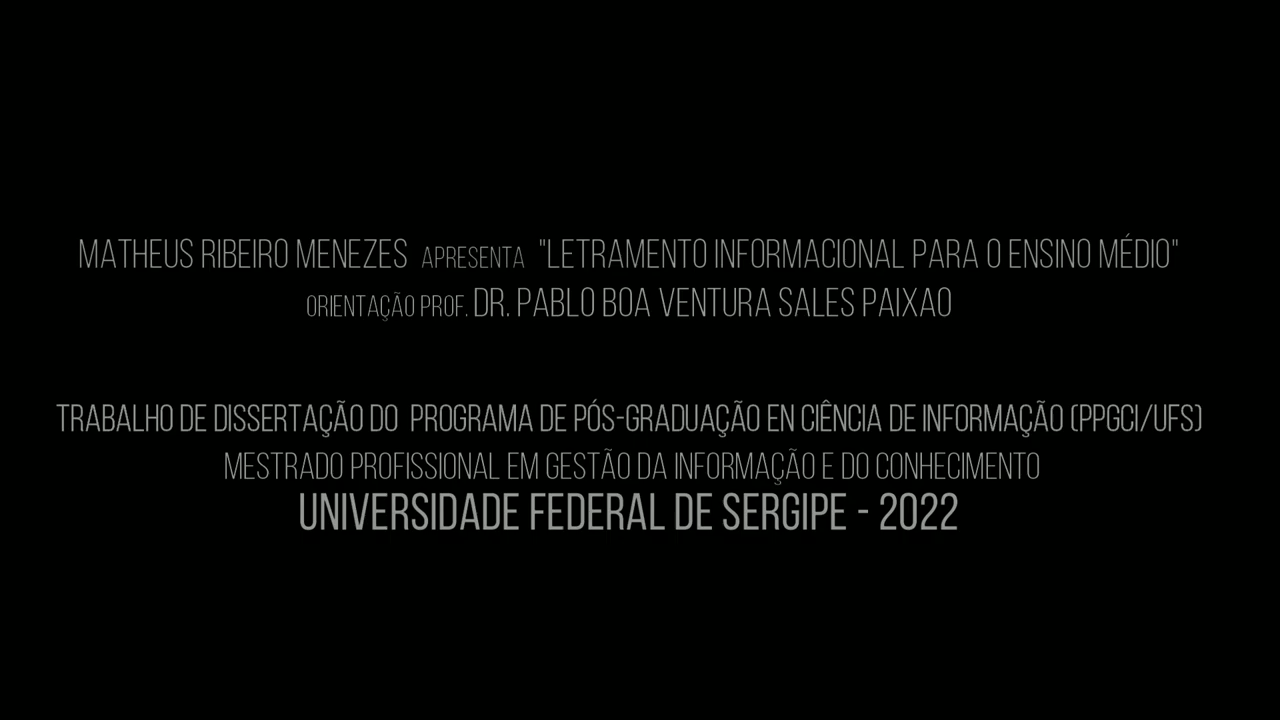 MATHEUS RIBEIRO MENEZES APRESENTA "LETRAMENTO INFORMACIONAL PARA O ENSINO MÉDIO"
ORIENTAÇÃO PROF. DR. PABLO BOA VENTURA SALES PAIXAO
TRABALHO DE DISSERTAÇÃO DO PROGRAMA DE PÓS-GRADUAÇÃO EN CIÊNCIA DE INFORMAÇÃO (PPGCI/UFS)
MESTRADO PROFISSIONAL EM GESTÃO DA INFORMAÇÃO E DO CONHECIMENTO
UNIVERSIDADE FEDERAL DE SERGIPE - 2022